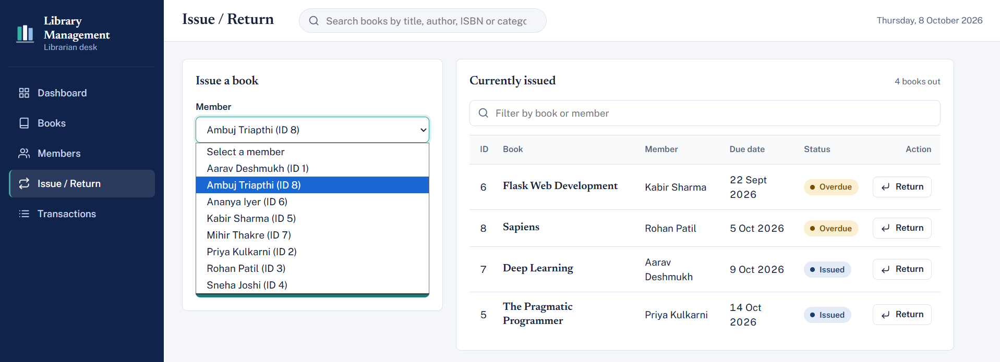 Library
Management
Librarian desk
Dashboard
Books
Members
Issue / Return
Transactions
Issue / Return
Search books by title, author, ISBN or catego
Thursday, 8 October 2026
Issue a book
Member
Ambuj Triapthi (ID 8)
Select a member
Aarav Deshmukh (ID 1)
Ambuj Triapthi (ID 8)
Ananya Iyer (ID 6)
Kabir Sharma (ID 5)
Mihir Thakre (ID 7)
Priya Kulkarni (ID 2)
Rohan Patil (ID 3)
Sneha Joshi (ID 4)
Currently issued
4 books out
Filter by book or member
ID Book Member Due date Status Action
6 Flask Web Development Kabir Sharma 22 Sept 2026 Overdue Return
8 Sapiens Rohan Patil 5 Oct 2026 Overdue Return
7 Deep Learning Aarav Deshmukh 9 Oct 2026 Issued Return
5 The Pragmatic Programmer Priya Kulkarni 14 Oct 2026 Issued Return